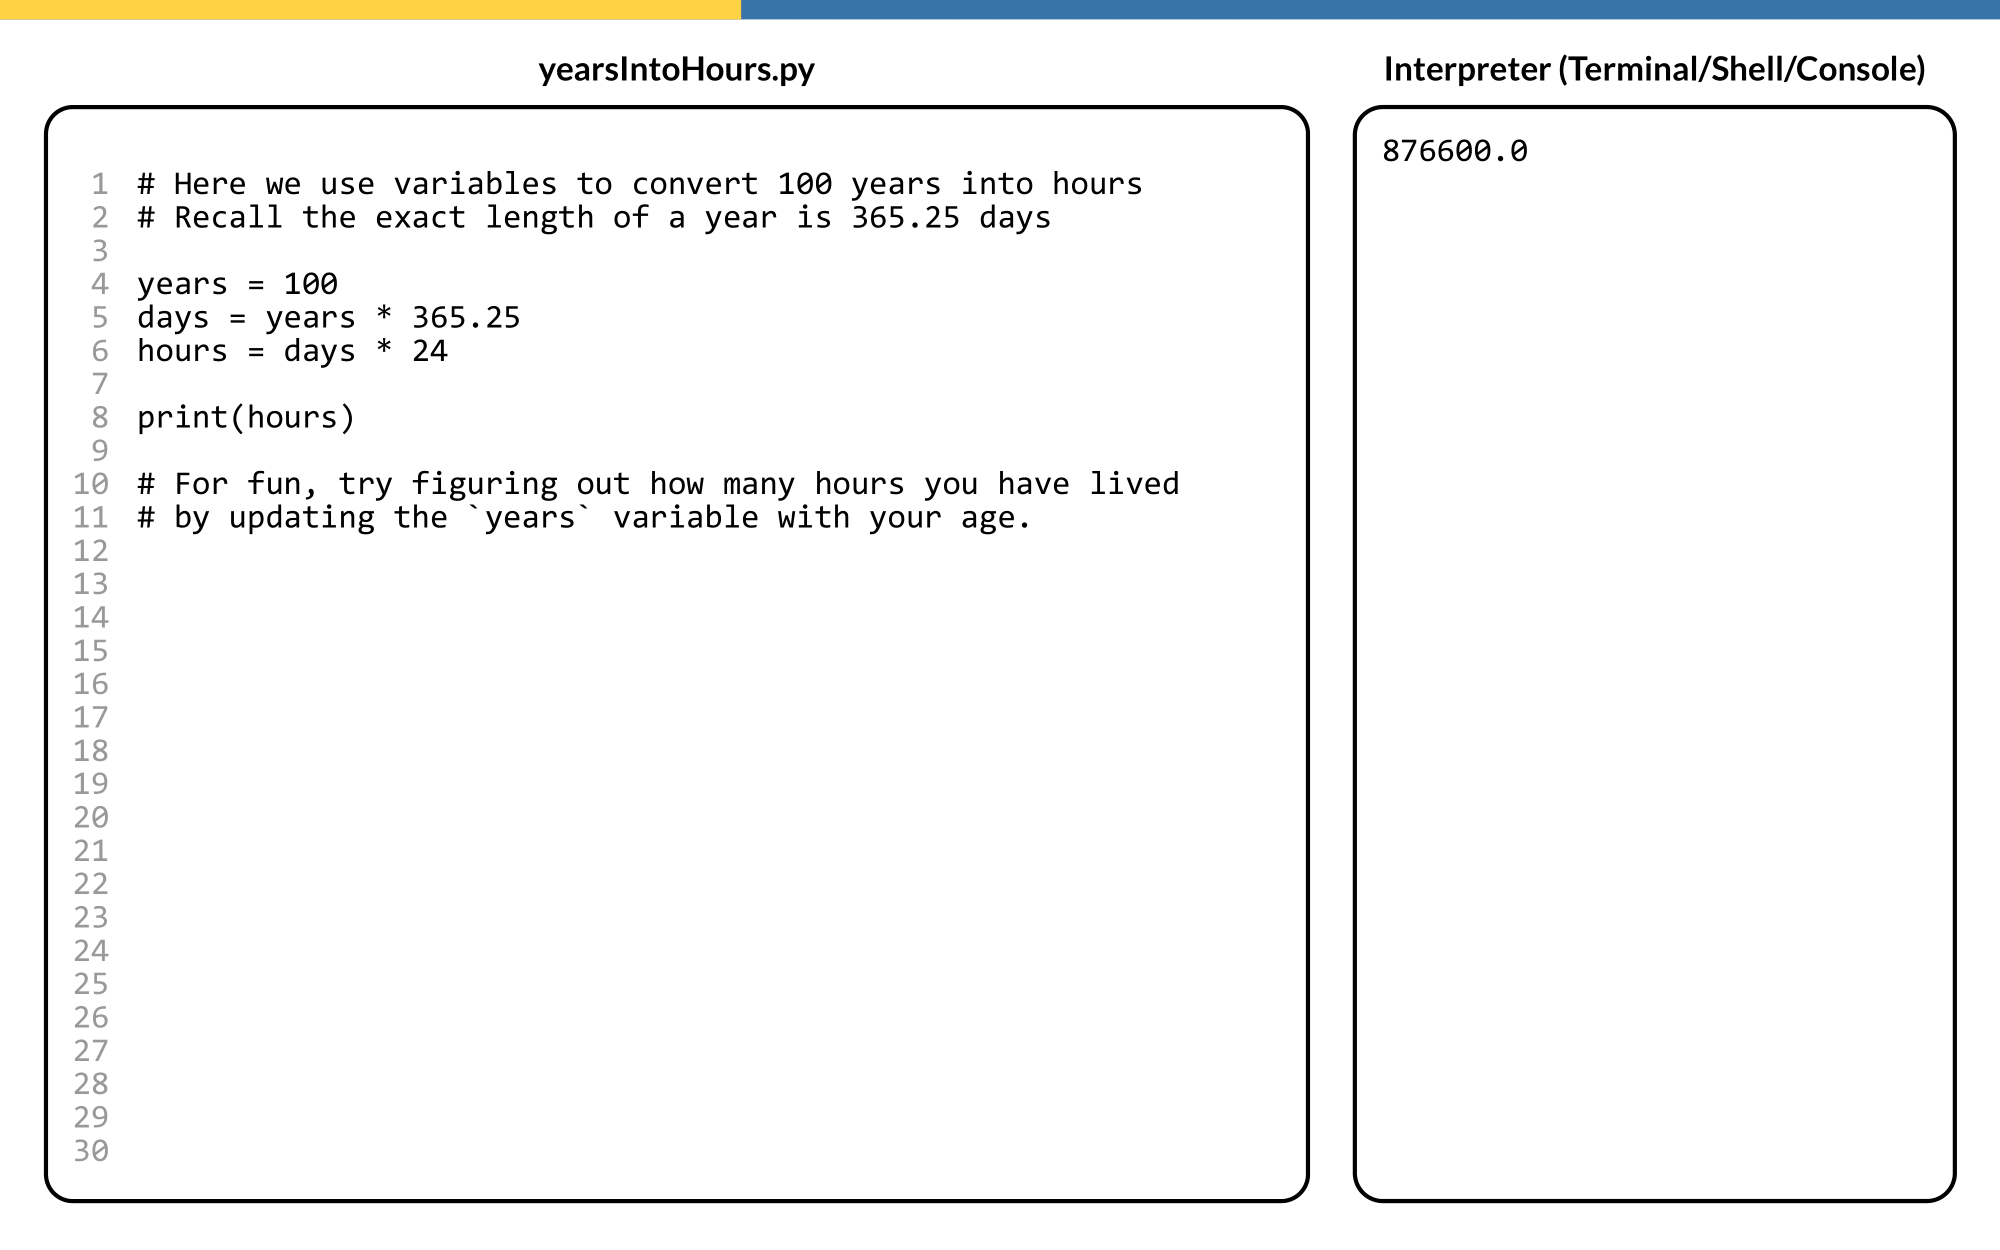 yearsIntoHours.py
Interpreter (Terminal/Shell/Console)
1 # Here we use variables to convert 100 years into hours
2 # Recall the exact length of a year is 365.25 days
3
4 years = 100
5 days = years * 365.25
6 hours = days * 24
7
8 print(hours)
9
10 # For fun, try figuring out how many hours you have lived
11 # by updating the `years` variable with your age.
12
13
14
15
16
17
18
19
20
21
22
23
24
25
26
27
28
29
30
876600.0